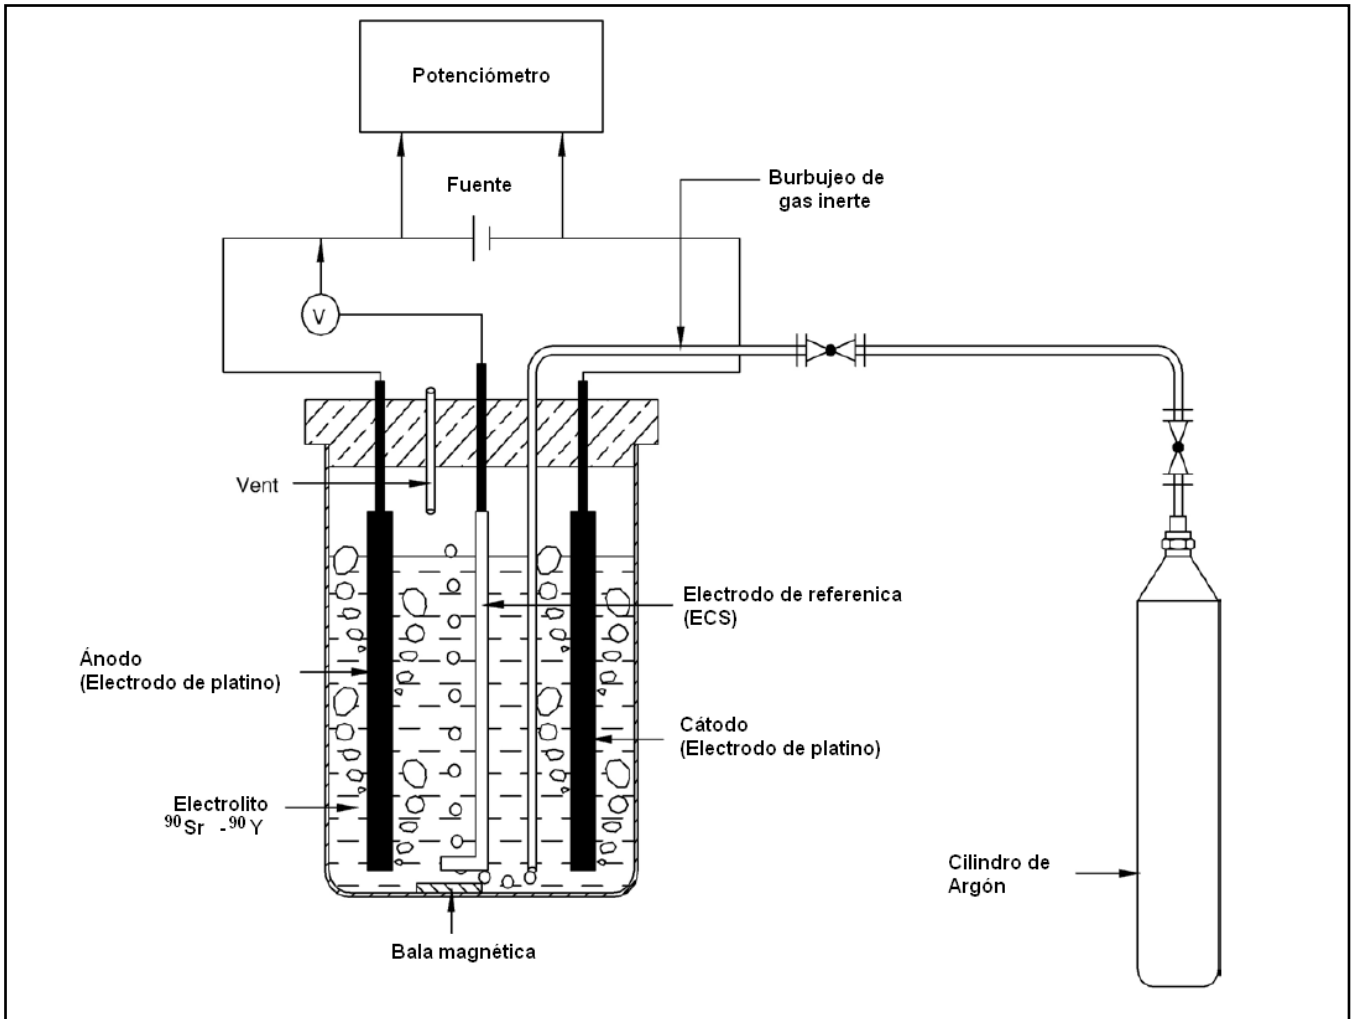 Potenciómetro
Fuente
Burbujeo de
gas inerte
V
Vent
Electrodo de referenica
(ECS)
Ánodo
(Electrodo de platino)
Cátodo
(Electrodo de platino)
Electrolito
⁹⁰Sr -⁹⁰Y
Cilindro de
Argón
Bala magnética